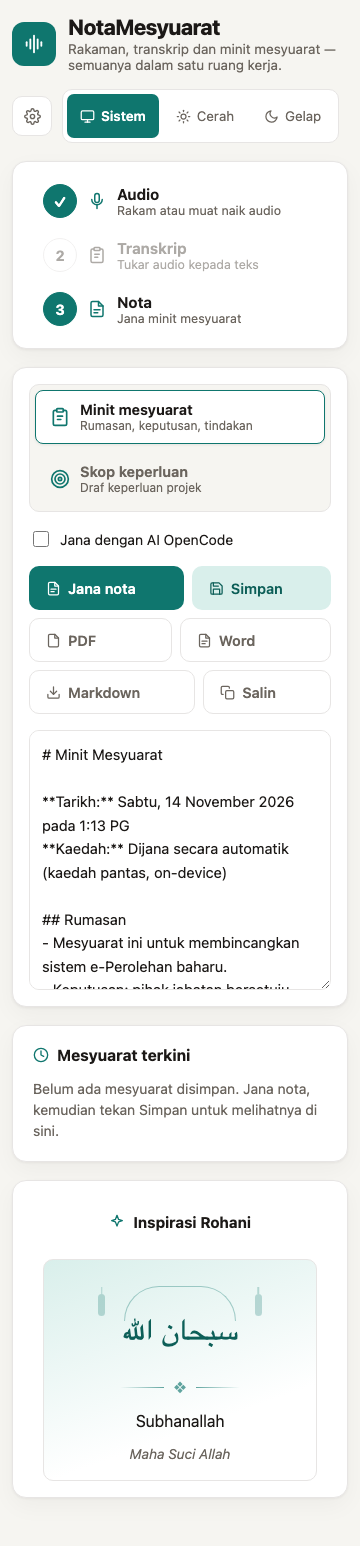 NotaMesyuarat
Rakaman, transkrip dan minit mesyuarat —
semuanya dalam satu ruang kerja.
Sistem
Cerah
Gelap
Audio
Rakam atau muat naik audio
2
Transkrip
Tukar audio kepada teks
3
Nota
Jana minit mesyuarat
Minit mesyuarat
Rumusan, keputusan, tindakan
Skop keperluan
Draf keperluan projek
Jana dengan AI OpenCode
Jana nota
Simpan
PDF
Word
Markdown
Salin
# Minit Mesyuarat
**Tarikh:** Sabtu, 14 November 2026
pada 1:13 PG
**Kaedah:** Dijana secara automatik
(kaedah pantas, on-device)
## Rumusan
- Mesyuarat ini untuk membincangkan
sistem e-Perolehan baharu.
- Keputusan: pihak jabatan bersetuju
Mesyuarat terkini
Belum ada mesyuarat disimpan. Jana nota,
kemudian tekan Simpan untuk melihatnya di
sini.
Inspirasi Rohani
سبحان الله
Subhanallah
Maha Suci Allah